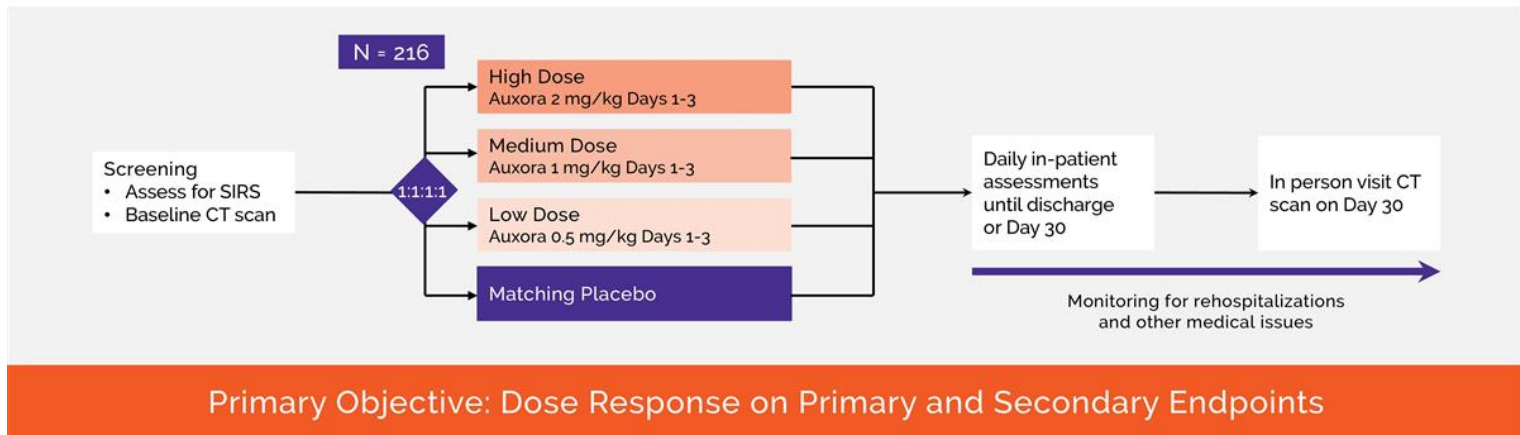 N = 216
High Dose
Auxora 2 mg/kg Days 1-3
Medium Dose
Auxora 1 mg/kg Days 1-3
Screening
• Assess for SIRS
• Baseline CT scan
1:1:1:1
Low Dose
Auxora 0.5 mg/kg Days 1-3
Matching Placebo
Daily in-patient
assessments
until discharge
or Day 30
In person visit CT
scan on Day 30
Monitoring for rehospitalizations
and other medical issues
Primary Objective: Dose Response on Primary and Secondary Endpoints